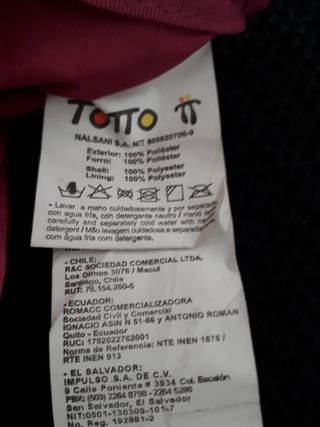 TOTTO
NALSANI S.A. NIT 800020706-9
Exterior: 100% Poliéster
Forro: 100% Poliéster
Shell: 100% Polyester
Lining: 100% Polyester
- Lavar a mano cuidadosamente y por separado
con agua fría, con detergente neutro / Hand wash
carefully and separately cold water with neutral
detergent / Mão lavagem cuidadosamente e em separado
com água fria com detergente neutro.
- CHILE:
R&C SOCIEDAD COMERCIAL LTDA.
Los Olmos 3076 / Macul
Santiago, Chile
RUT: 76.154.260-5
- ECUADOR:
ROMACC COMERCIALIZADORA
Sociedad Civil y Comercial
IGNACIO ASIN N 51-66 y ANTONIO ROMAN
Quito - Ecuador
RUC: 1792022762001
Norma de Referencia: NTE INEN 1875 /
RTE INEN 013
- EL SALVADOR:
IMPULSO S.A. DE C.V.
9 Calle Poniente # 3934 Col. Escalón
PBX: (503) 2264 8798 - 2264 5286
San Salvador, El Salvador
NIT:0501-130309-101-7
No. Reg.: 192981-2